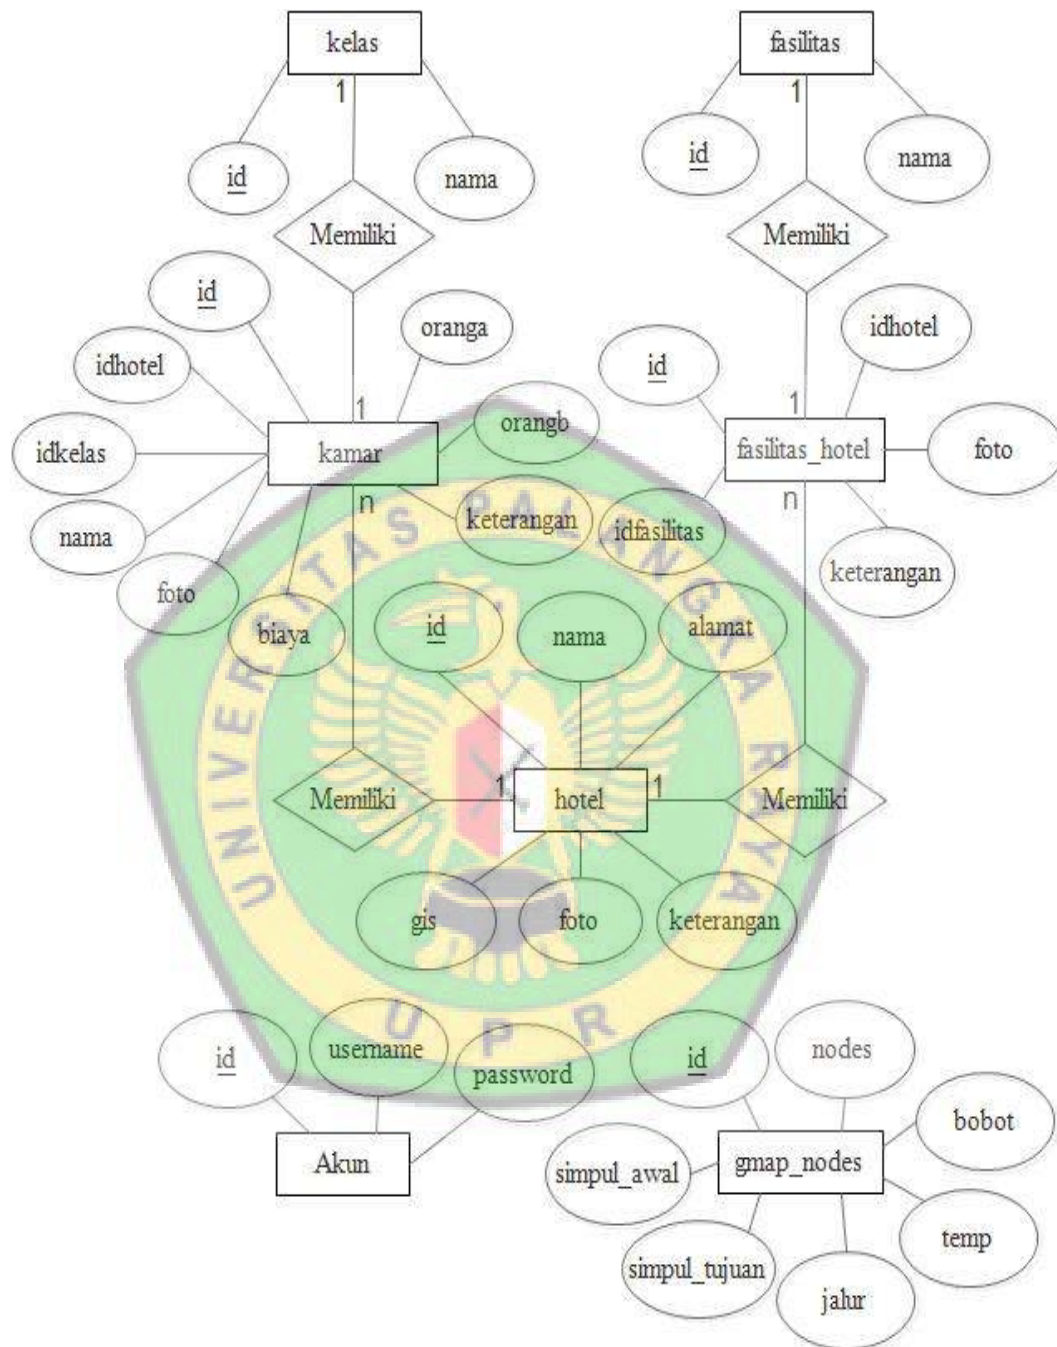 kelas
fasilitas
1
1
id
nama
id
nama
Memiliki
Memiliki
id
oranga
idhotel
idhotel
id
1
1
orangb
idkelas
kamar
fasilitas_hotel
foto
n
n
keterangan
idfasilitas
nama
foto
keterangan
biaya
id
nama
alamat
UNIVERSITAS PALANGKA RAYA
Memiliki
1
hotel
1
Memiliki
gis
foto
keterangan
U P R
id
username
password
id
nodes
bobot
Akun
simpul_awal
gmap_nodes
temp
simpul_tujuan
jalur